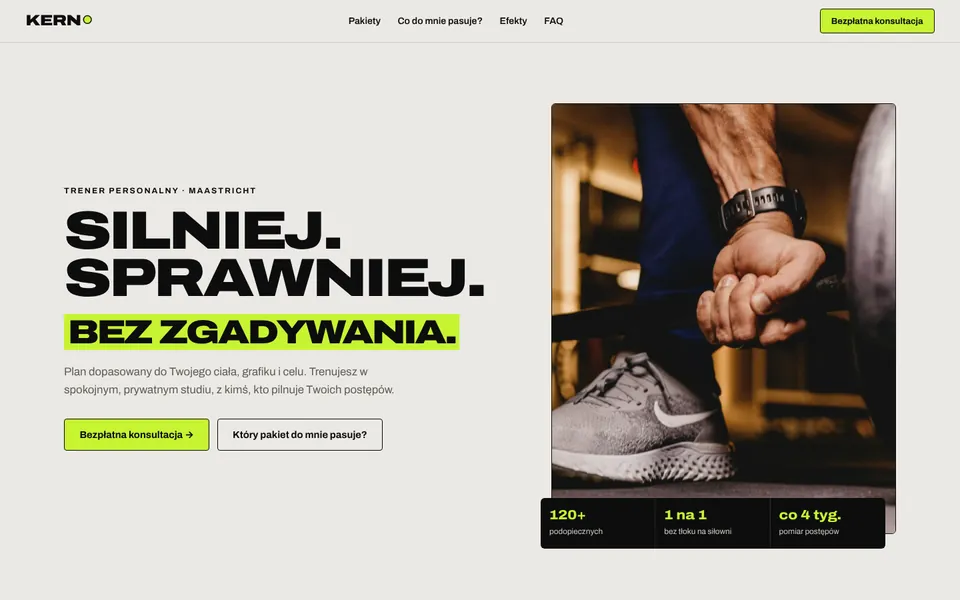 KERN
Pakiety Co do mnie pasuje? Efekty FAQ
Bezpłatna konsultacja
TRENER PERSONALNY · MAASTRICHT
SILNIEJ.
SPRAWNIEJ.
BEZ ZGADYWANIA.
Plan dopasowany do Twojego ciała, grafiku i celu. Trenujesz w
spokojnym, prywatnym studiu, z kimś, kto pilnuje Twoich postępów.
Bezpłatna konsultacja →
Który pakiet do mnie pasuje?
120+
podopiecznych
1 na 1
bez tłoku na siłowni
co 4 tyg.
pomiar postępów